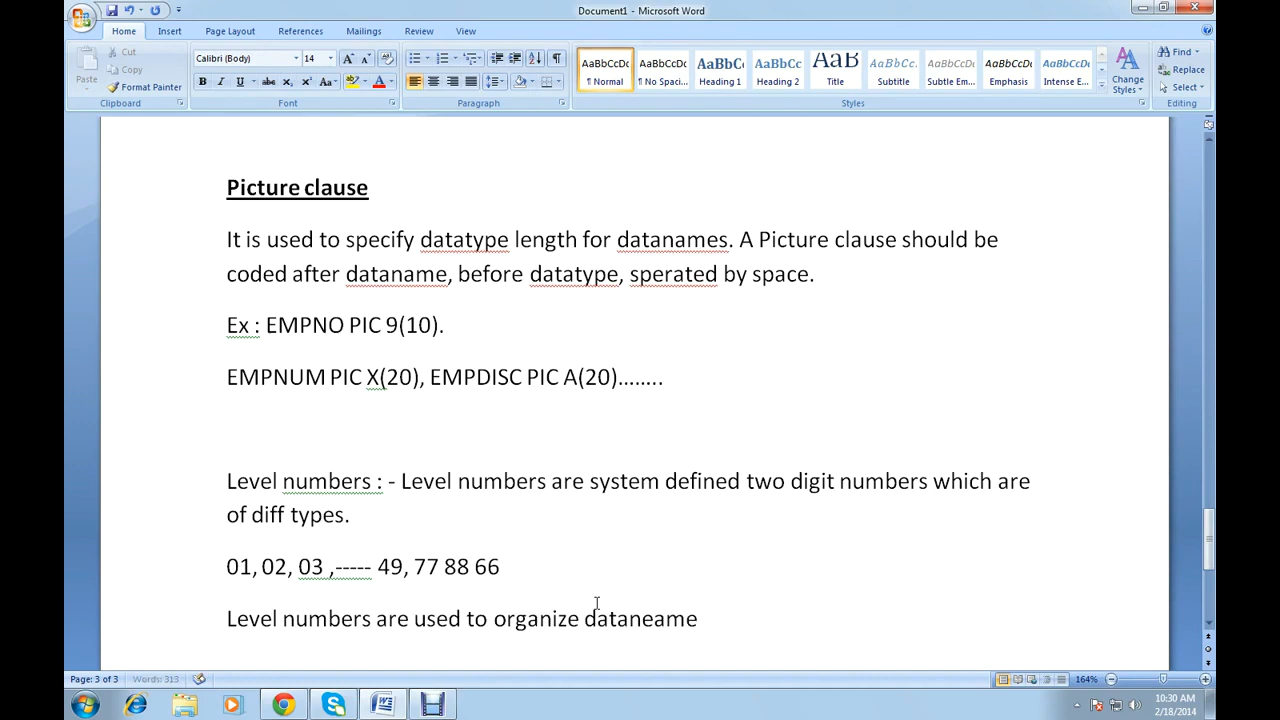 Document1 - Microsoft Word
Home Insert Page Layout References Mailings Review View
Paste Cut Copy Format Painter Clipboard
Calibri (Body) 14 Font
Paragraph
AaBbCcDc AaBbCcDc AaBbC AaBbCc AaB AaBbCc. AaBbCcDc AaBbCcDc AaBbCcDc
¶ Normal ¶ No Spaci... Heading 1 Heading 2 Title Subtitle Subtle Em... Emphasis Intense E...
Change Styles Styles
Find Replace Select Editing
Picture clause
It is used to specify datatype length for datanames. A Picture clause should be
coded after dataname, before datatype, sperated by space.
Ex : EMPNO PIC 9(10).
EMPNUM PIC X(20), EMPDISC PIC A(20)........
Level numbers : - Level numbers are system defined two digit numbers which are
of diff types.
01, 02, 03 ,----- 49, 77 88 66
Level numbers are used to organize dataneame
Page: 3 of 3 Words: 313 164%
10:30 AM
2/18/2014